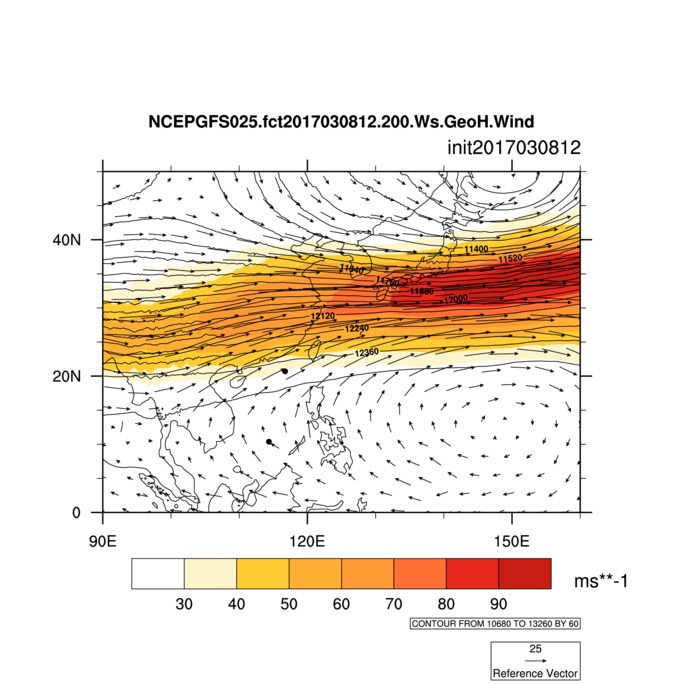 NCEPGFS025.fct2017030812.200.Ws.GeoH.Wind
init2017030812
40N
20N
0
11400
11520
11640
11760
11880
12000
12120
12240
12360
90E
120E
150E
30 40 50 60 70 80 90
ms**-1
CONTOUR FROM 10680 TO 13260 BY 60
25
Reference Vector